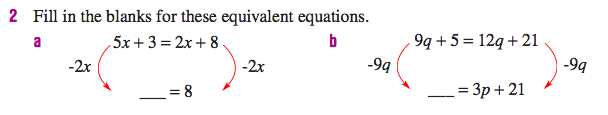 2 Fill in the blanks for these equivalent equations.
a 5x + 3 = 2x + 8 b 9q + 5 = 12q + 21
-2x -2x -9q -9q
___ = 8 ___ = 3p + 21